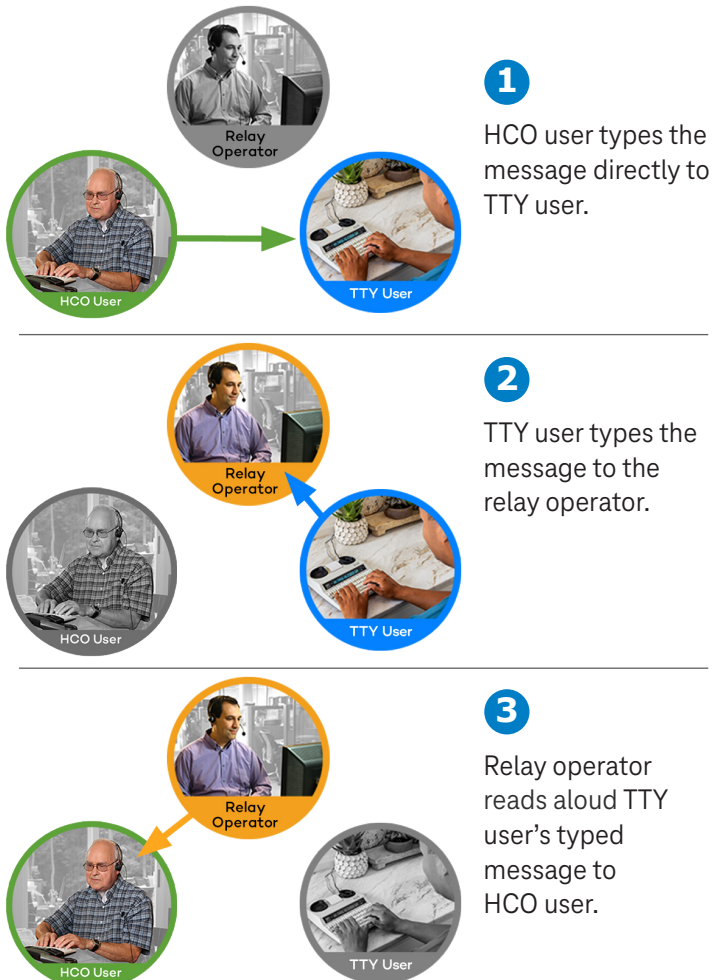 Relay
Operator
HCO User
TTY User
1
HCO user types the
message directly to
TTY user.
Relay
Operator
HCO User
TTY User
2
TTY user types the
message to the
relay operator.
Relay
Operator
HCO User
TTY User
3
Relay operator
reads aloud TTY
user’s typed
message to
HCO user.